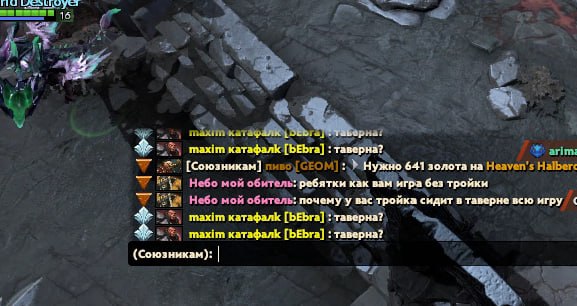 rld Destroyer
16
maxim катафалк [bEbra] : таверна?
maxim катафалк [bEbra] : таверна?
arima
[Союзникам] пиво [GEOM] : Нужно 641 золота на Heaven's Halberd
Небо мой обитель: ребятки как вам игра без тройки
Небо мой обитель: почему у вас тройка сидит в таверне всю игру
maxim катафалк [bEbra] : таверна?
maxim катафалк [bEbra] : таверна?
(Союзникам):